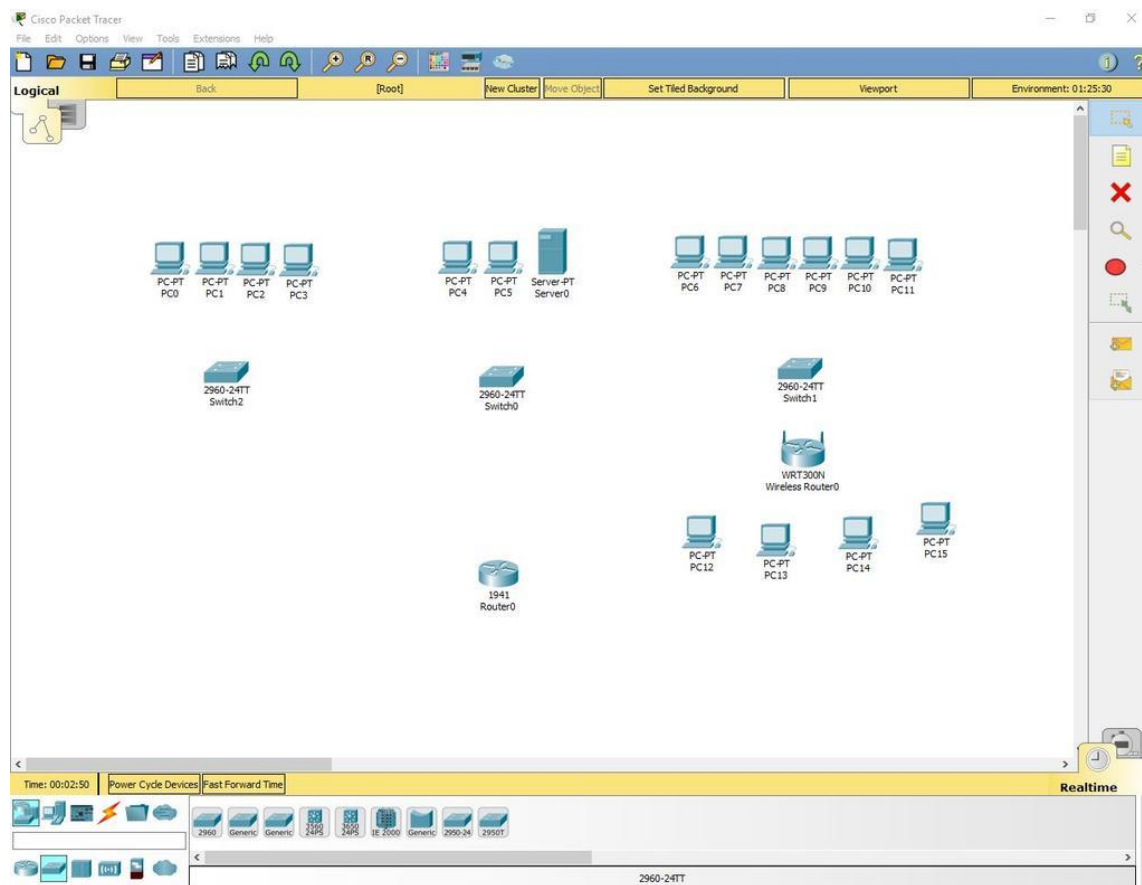 Cisco Packet Tracer
File Edit Options View Tools Extensions Help
Logical Back [Root] New Cluster Move Object Set Tiled Background Viewport Environment: 01:25:30
PC-PT PC-PT PC-PT PC-PT
PC0 PC1 PC2 PC3
PC-PT PC-PT Server-PT
PC4 PC5 Server0
PC-PT PC-PT PC-PT PC-PT PC-PT PC-PT
PC6 PC7 PC8 PC9 PC10 PC11
2960-24TT
Switch2
2960-24TT
Switch0
2960-24TT
Switch1
WRT300N
Wireless Router0
PC-PT
PC12
PC-PT
PC13
PC-PT
PC14
PC-PT
PC15
1941
Router0
Time: 00:02:50 Power Cycle Devices Fast Forward Time
Realtime
2960 Generic Generic 3560 24PS 3650 24PS IE 2000 Generic 2950-24 2950T
2960-24TT